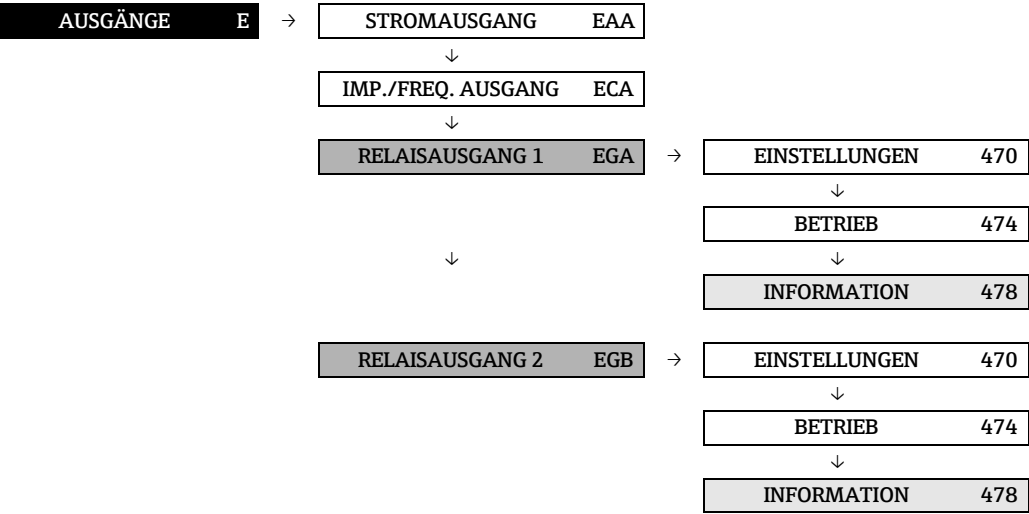 AUSGÄNGE E → STROMAUSGANG EAA
↓
IMP./FREQ. AUSGANG ECA
↓
RELAISAUSGANG 1 EGA → EINSTELLUNGEN 470
↓
BETRIEB 474
↓ ↓
INFORMATION 478
RELAISAUSGANG 2 EGB → EINSTELLUNGEN 470
↓
BETRIEB 474
↓
INFORMATION 478